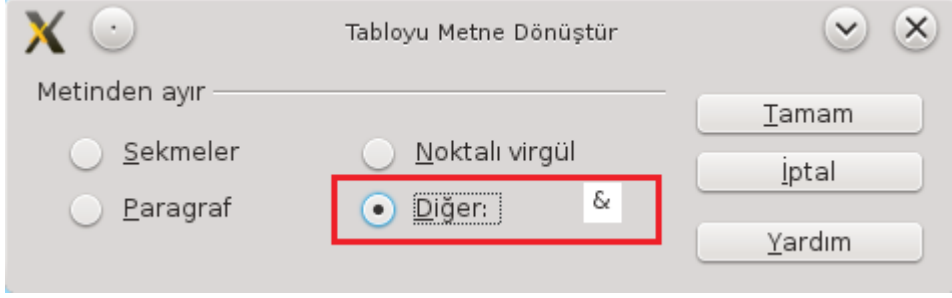 Tabloyu Metne Dönüştür
Metinden ayır
Sekmeler
Noktalı virgül
Paragraf
Diğer: &
Tamam
İptal
Yardım